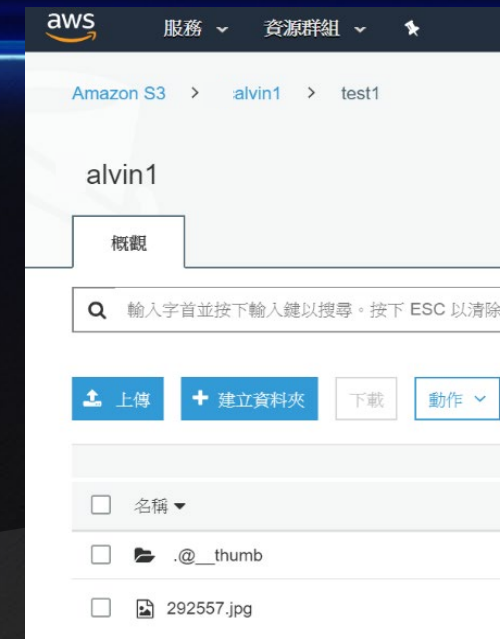 aws 服務 資源群組
Amazon S3 > alvin1 > test1
alvin1
概觀
輸入字首並按下輸入鍵以搜尋。按下 ESC 以清除
上傳 建立資料夾 下載 動作
名稱
.@__thumb
292557.jpg